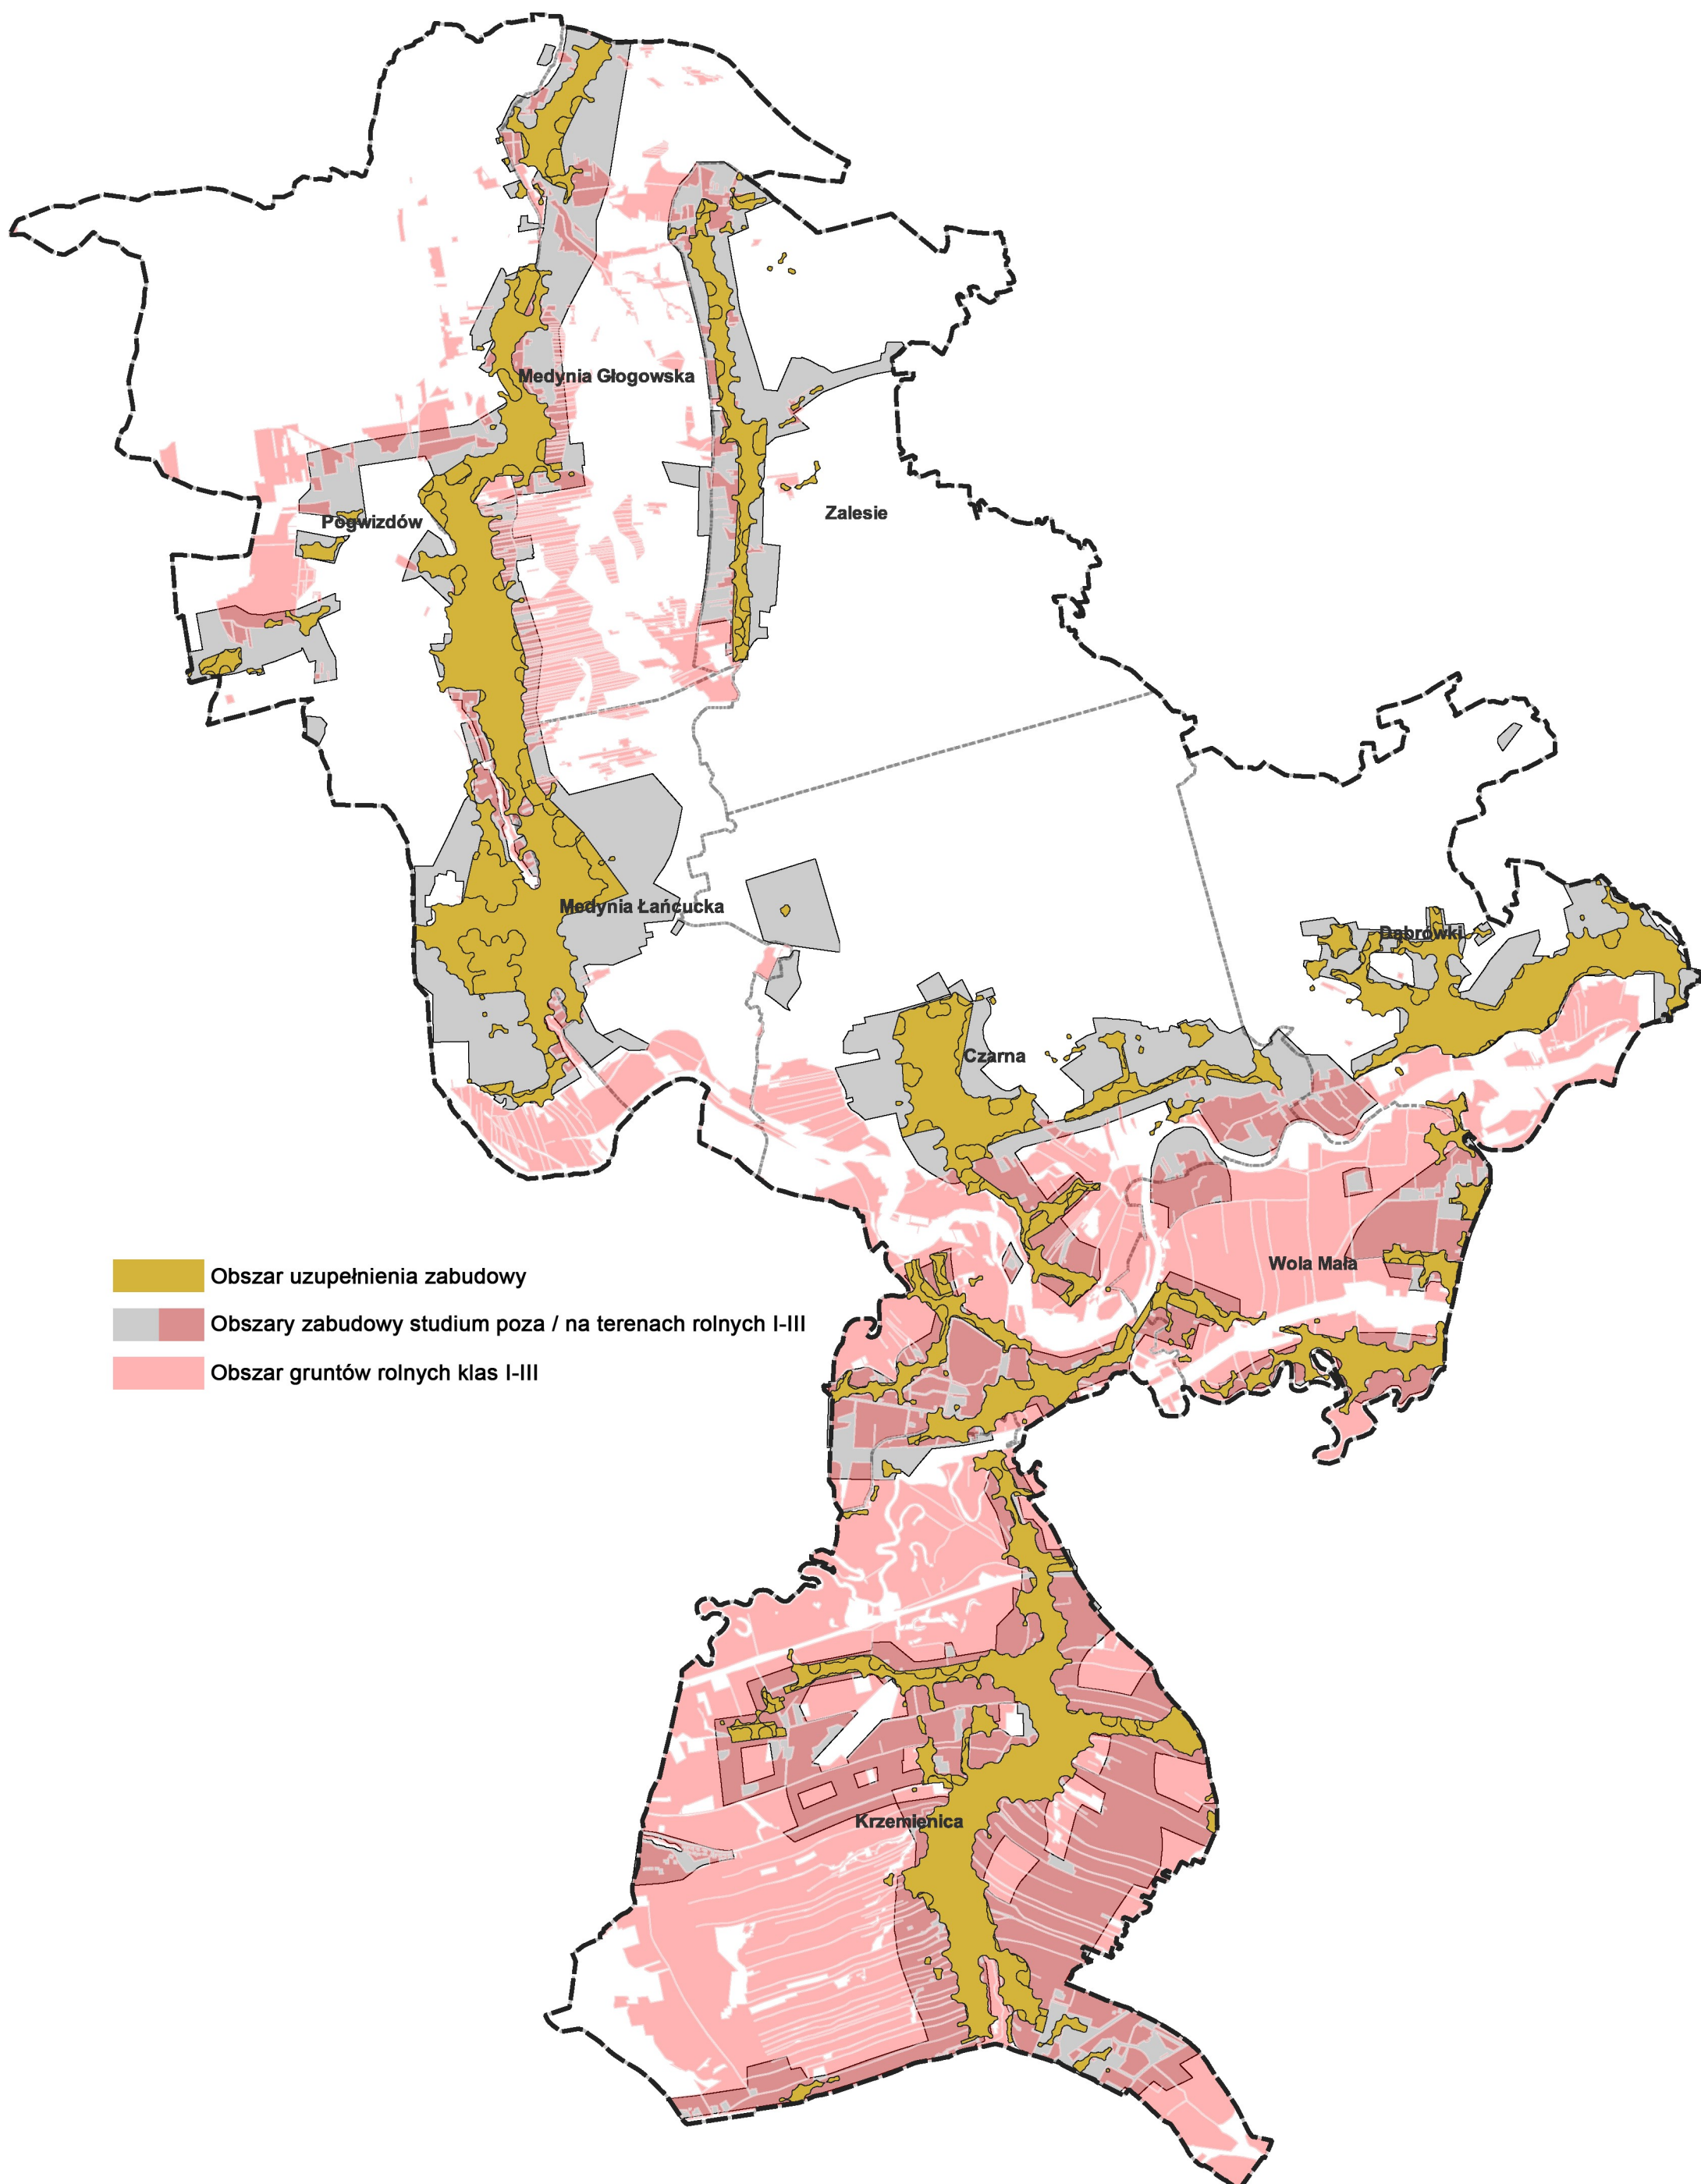 Medynia Głogowska
Pogwizdów
Zalesie
Medynia Łańcucka
Dąbrówki
Czarna
Wola Mała
Obszar uzupełnienia zabudowy
Obszary zabudowy studium poza / na terenach rolnych I-III
Obszar gruntów rolnych klas I-III
Krzemienica